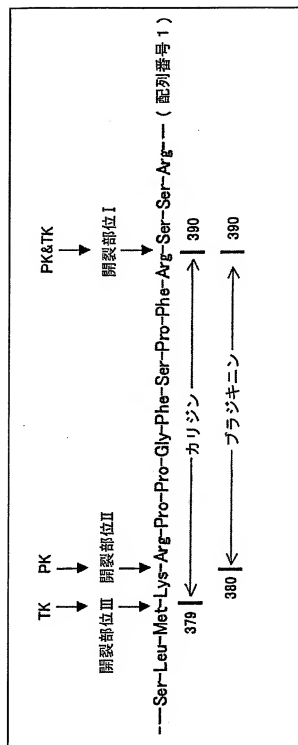 TK PK PK&TK
開裂部位Ⅲ 開裂部位Ⅱ 開裂部位Ⅰ
---Ser-Leu-Met-Lys-Arg-Pro-Pro-Gly-Phe-Ser-Pro-Phe-Arg-Ser-Ser-Arg---(配列番号1)
379 カリジン 390
380 ブラジキニン 390